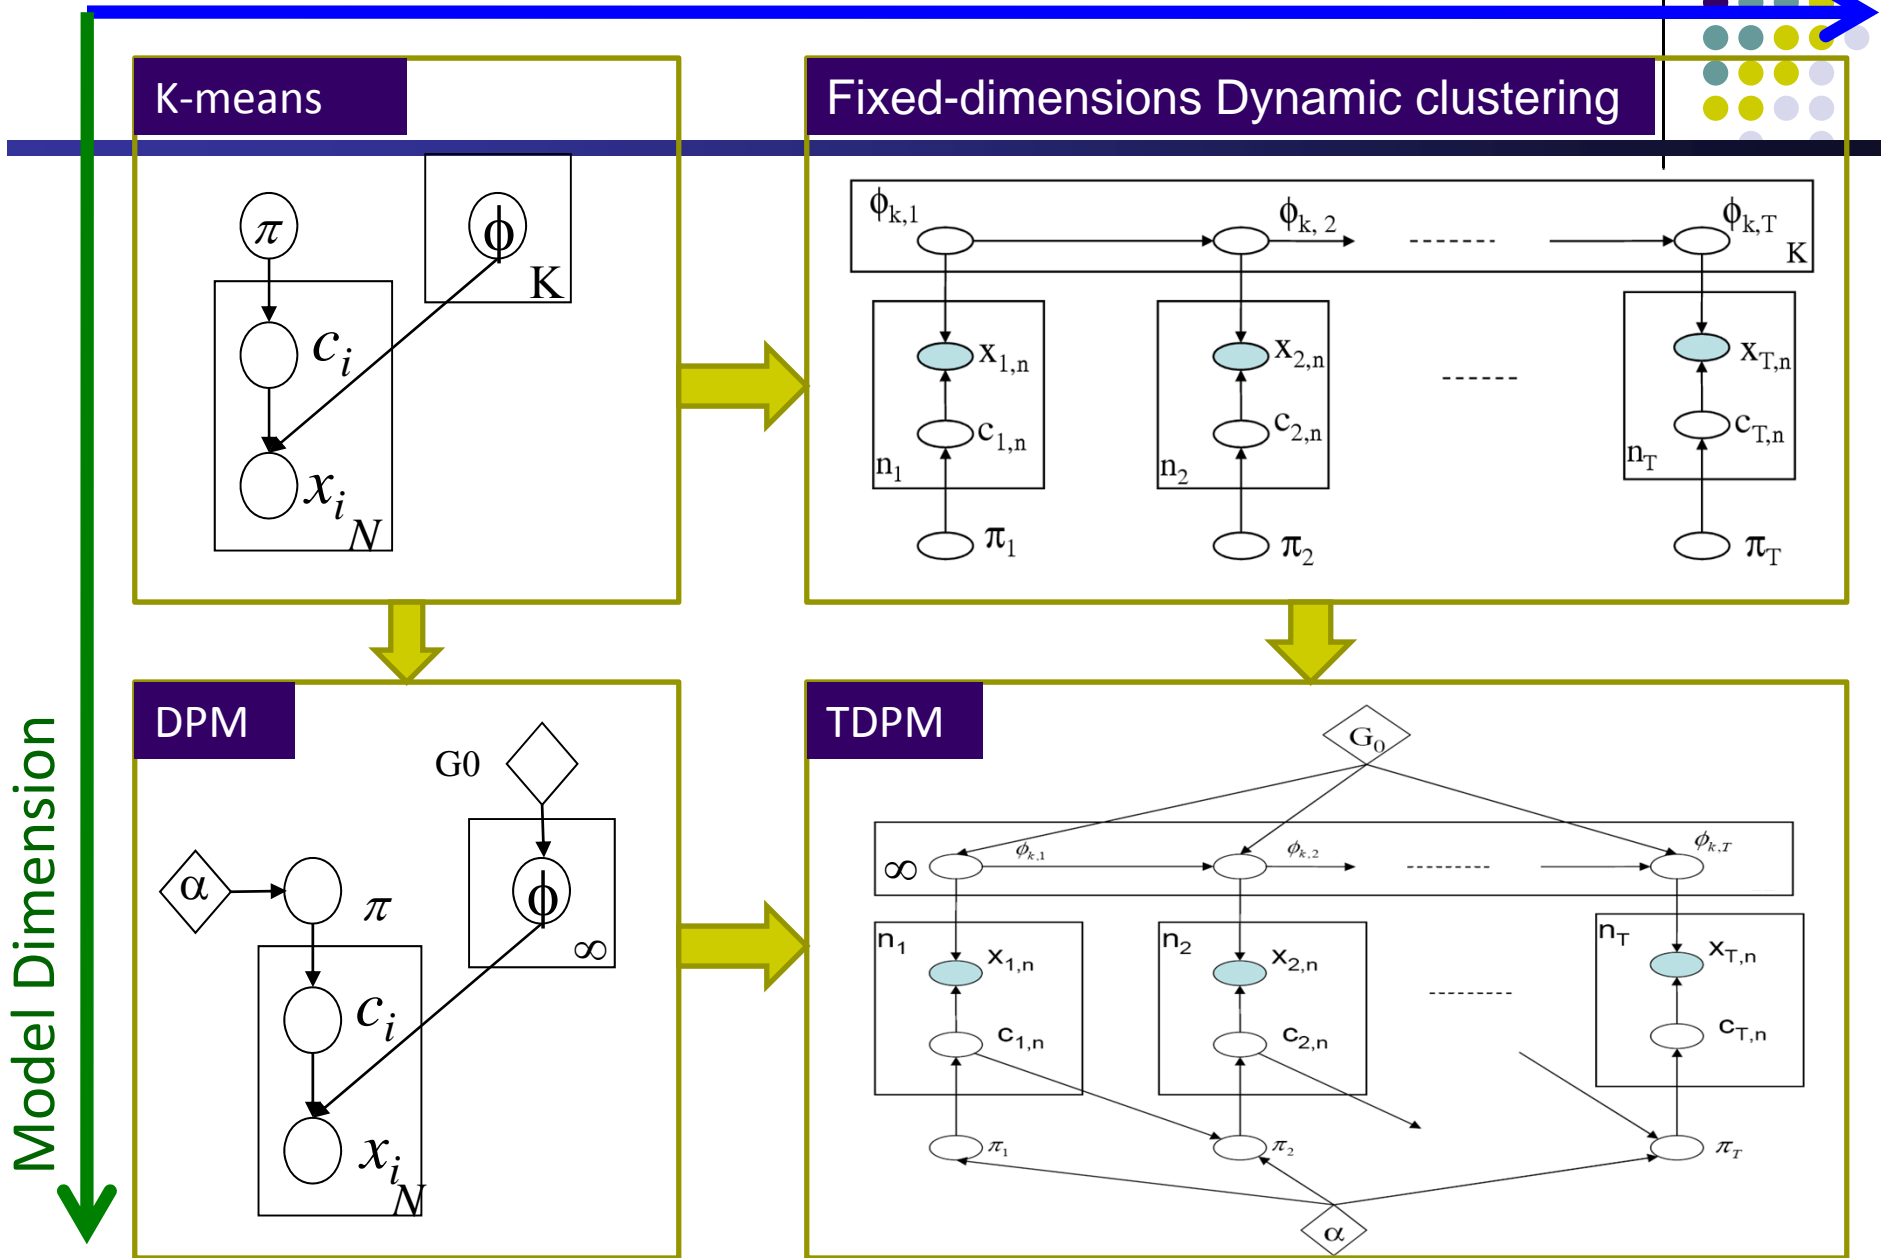 K-means
π
ϕ
K
c_i
x_i
N
Fixed-dimensions Dynamic clustering
ϕ_k,1
ϕ_k, 2
ϕ_k,T
K
x_1,n
x_2,n
x_T,n
c_1,n
c_2,n
c_T,n
n_1
n_2
n_T
π_1
π_2
π_T
Model Dimension
DPM
G0
α
π
ϕ
∞
c_i
x_i
N
TDPM
G_0
∞
ϕ_k,1
ϕ_k,2
ϕ_k,T
n_1
n_2
n_T
x_1,n
x_2,n
x_T,n
c_1,n
c_2,n
c_T,n
π_1
π_2
π_T
α